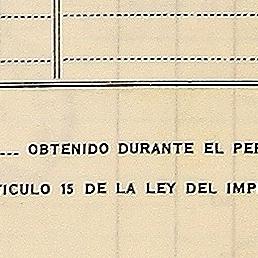 OBTENIDO DURANTE EL PER
TICULO 15 DE LA LEY DEL IMP